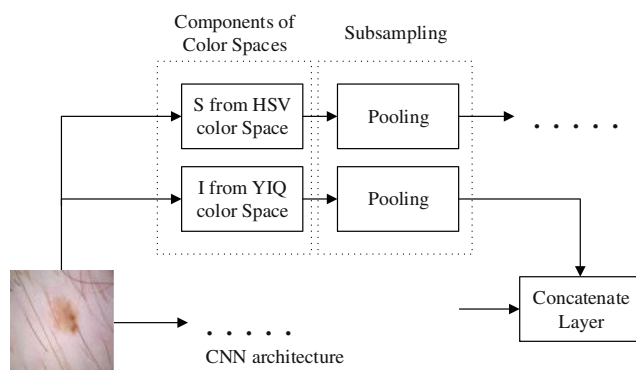 Components of
Color Spaces
Subsampling
S from HSV
color Space
Pooling
. . . . .
I from YIQ
color Space
Pooling
Concatenate
Layer
. . . . .
CNN architecture